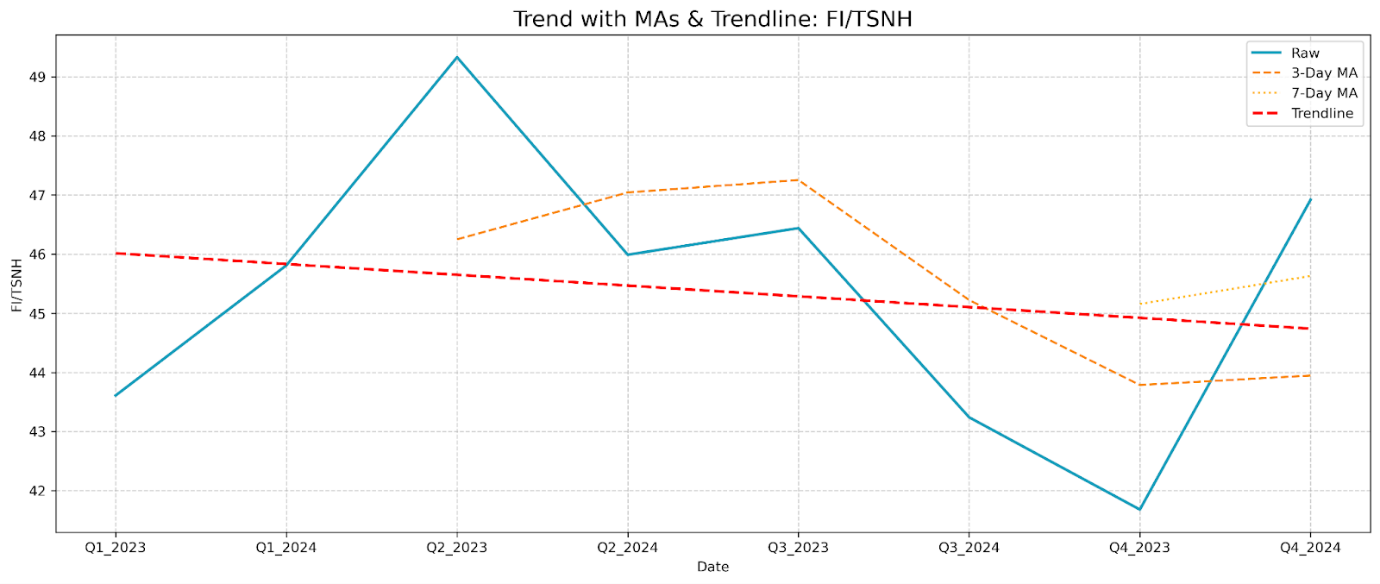 Trend with MAs & Trendline: FI/TSNH
Raw
3-Day MA
7-Day MA
Trendline
FI/TSNH
49
48
47
46
45
44
43
42
Q1_2023 Q1_2024 Q2_2023 Q2_2024 Q3_2023 Q3_2024 Q4_2023 Q4_2024
Date